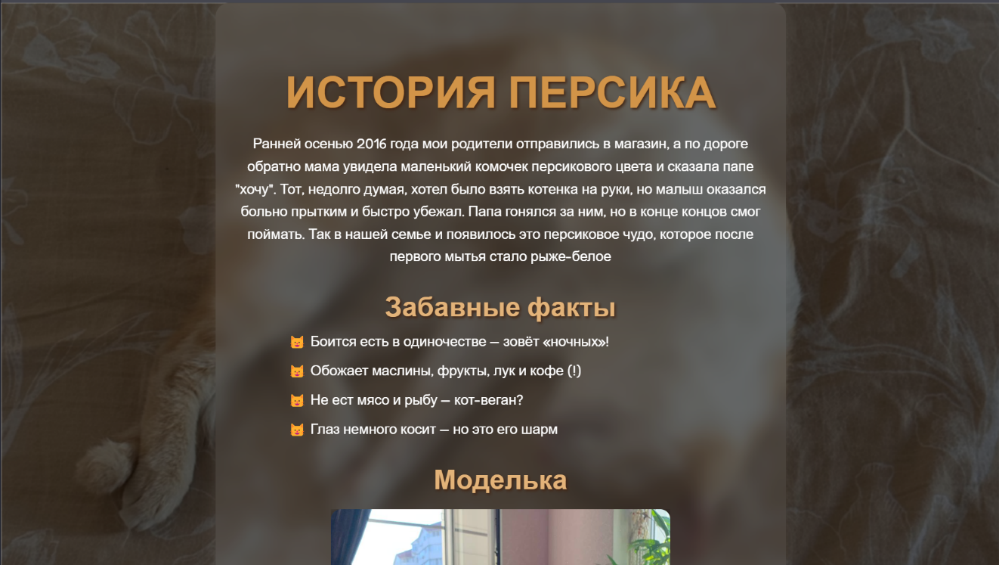 ИСТОРИЯ ПЕРСИКА
Ранней осенью 2016 года мои родители отправились в магазин, а по дороге
обратно мама увидела маленький комочек персикового цвета и сказала папе
"хочу". Тот, недолго думая, хотел было взять котенка на руки, но малыш оказался
больно прытким и быстро убежал. Папа гонялся за ним, но в конце концов смог
поймать. Так в нашей семье и появилось это персиковое чудо, которое после
первого мытья стало рыже-белое
Забавные факты
Боится есть в одиночестве – зовёт «ночных»!
Обожает маслины, фрукты, лук и кофе (!)
Не ест мясо и рыбу – кот-веган?
Глаз немного косит – но это его шарм
Моделька